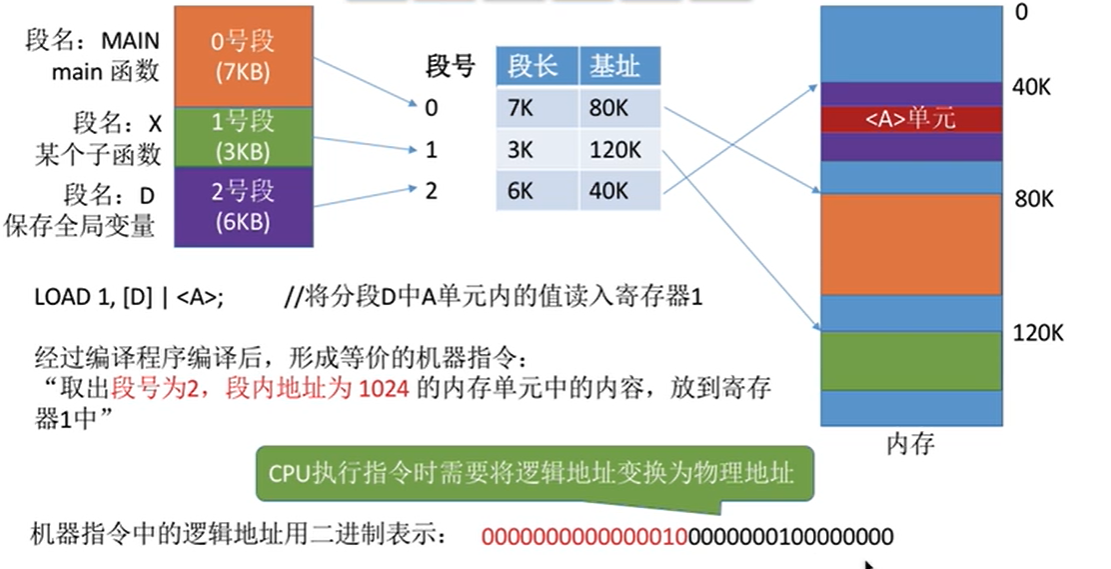 段名：MAIN
main 函数
0号段
(7KB)
段名：X
某个子函数
1号段
(3KB)
段名：D
保存全局变量
2号段
(6KB)
段号 段长 基址
0 7K 80K
1 3K 120K
2 6K 40K
0
40K
<A>单元
80K
120K
内存
LOAD 1, [D] | <A>; //将分段D中A单元内的值读入寄存器1
经过编译程序编译后，形成等价的机器指令：
“取出段号为2，段内地址为 1024 的内存单元中的内容，放到寄存
器1中”
CPU执行指令时需要将逻辑地址变换为物理地址
机器指令中的逻辑地址用二进制表示： 00000000000000100000000100000000